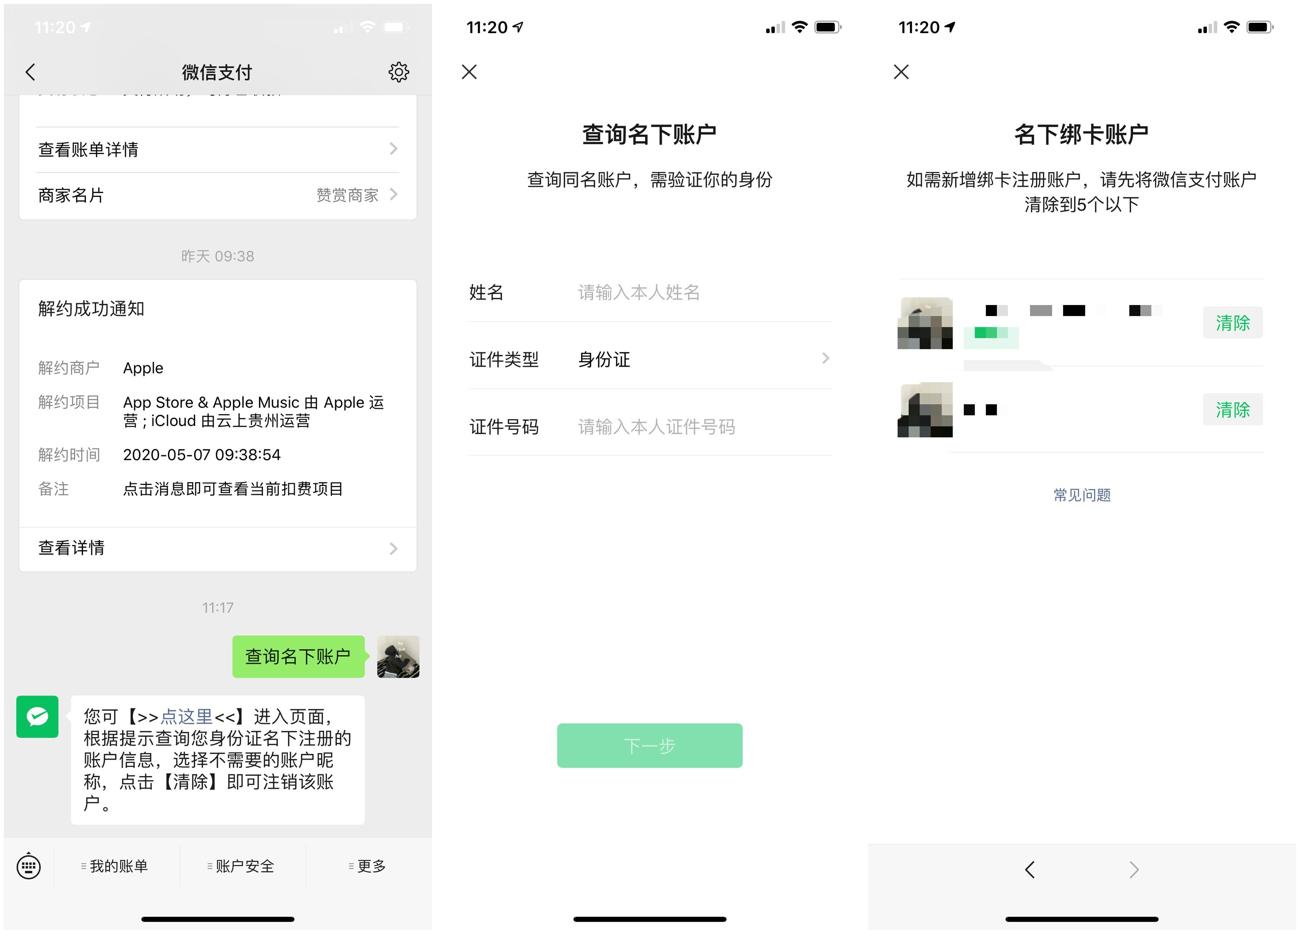 11:20
微信支付
查看账单详情
商家名片 赞赏商家
昨天 09:38
解约成功通知
解约商户 Apple
解约项目 App Store & Apple Music 由 Apple 运
营 ; iCloud 由云上贵州运营
解约时间 2020-05-07 09:38:54
备注 点击消息即可查看当前扣费项目
查看详情
11:17
查询名下账户
您可【>>点这里<<】进入页面，
根据提示查询您身份证名下注册的
账户信息，选择不需要的账户昵
称，点击【清除】即可注销该账
户。
我的账单 账户安全 更多
11:20
查询名下账户
查询同名账户，需验证你的身份
姓名 请输入本人姓名
证件类型 身份证
证件号码 请输入本人证件号码
下一步
11:20
名下绑卡账户
如需新增绑卡注册账户，请先将微信支付账户
清除到5个以下
清除
清除
常见问题